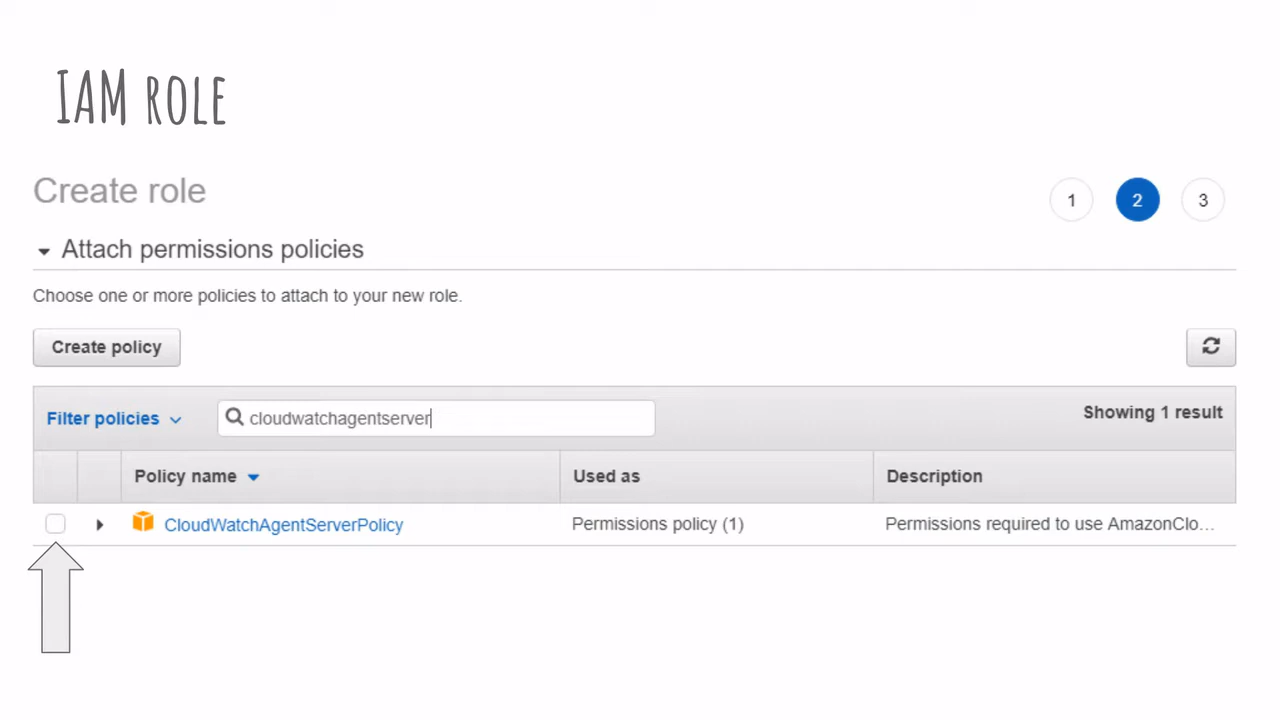 IAM ROLE
Create role
1 2 3
Attach permissions policies
Choose one or more policies to attach to your new role.
Create policy
Filter policies cloudwatchagentserver Showing 1 result
Policy name Used as Description
CloudWatchAgentServerPolicy Permissions policy (1) Permissions required to use AmazonClo...